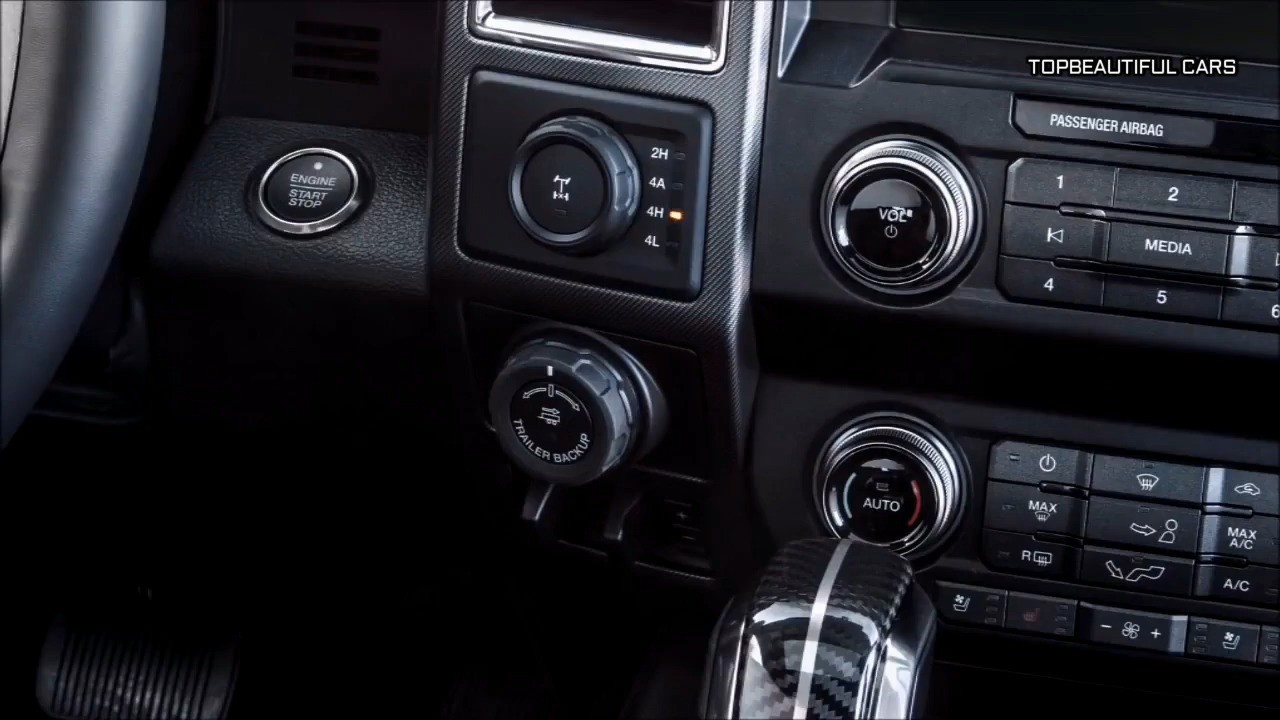 TOPBEAUTIFUL CARS
PASSENGER AIRBAG
ENGINE
START
STOP
2H
4A
4H
4L
VOL
1
2
MEDIA
4
5
6
TRAILER BACKUP
AUTO
MAX
R
MAX
A/C
A/C
- +